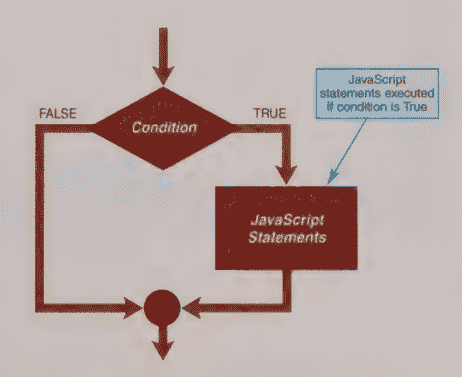 JavaScript
statements executed
if condition is True
FALSE
TRUE
Condition
JavaScript
Statements